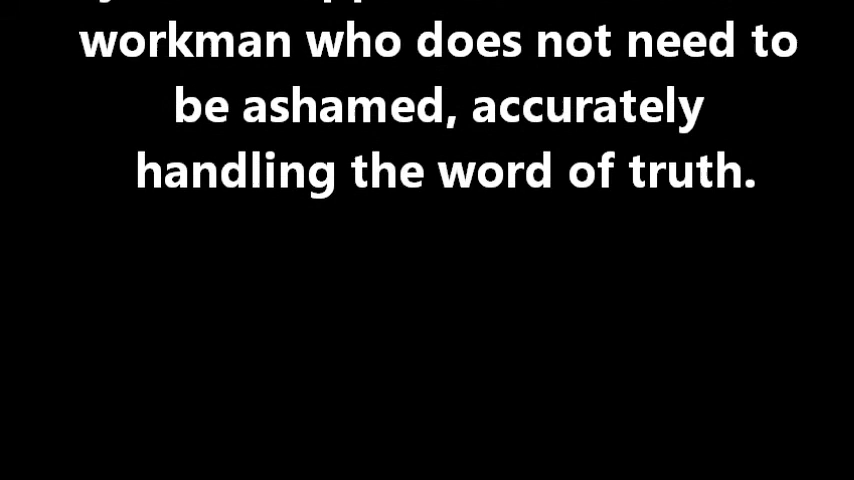 workman who does not need to
be ashamed, accurately
handling the word of truth.